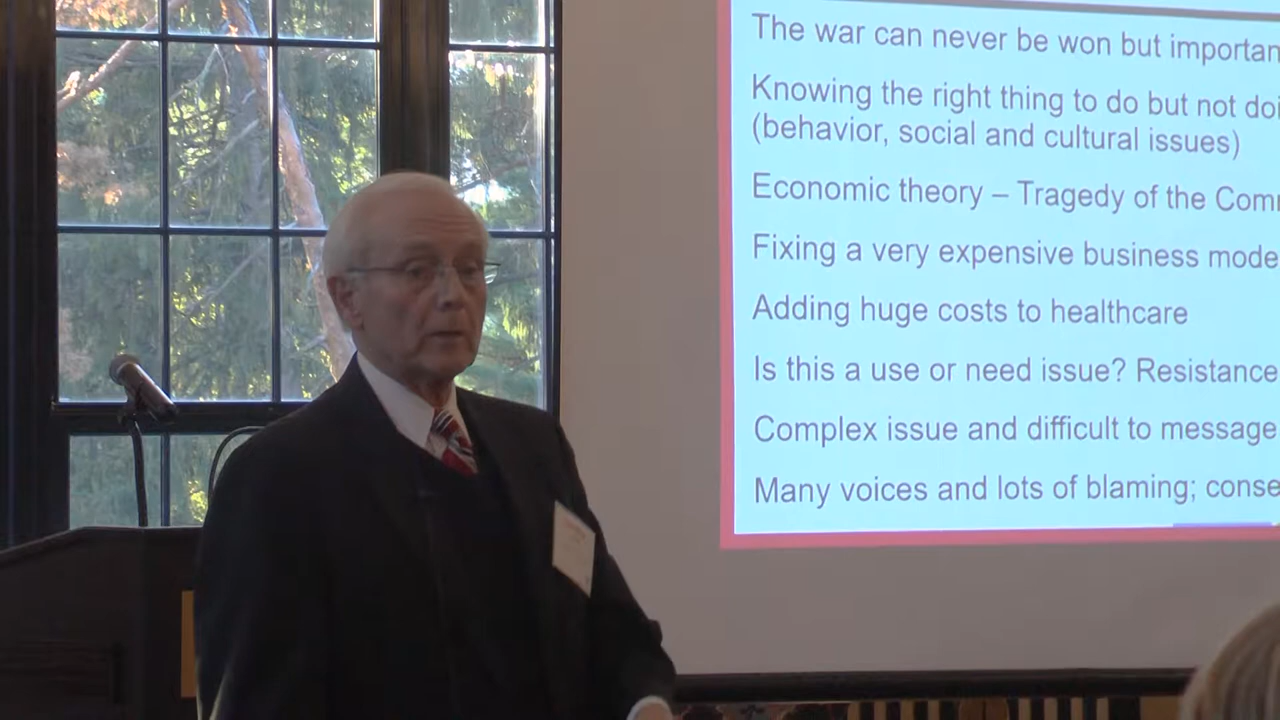 The war can never be won but importan
Knowing the right thing to do but not doi
(behavior, social and cultural issues)
Economic theory – Tragedy of the Com
Fixing a very expensive business mode
Adding huge costs to healthcare
Is this a use or need issue? Resistance
Complex issue and difficult to message
Many voices and lots of blaming; conse